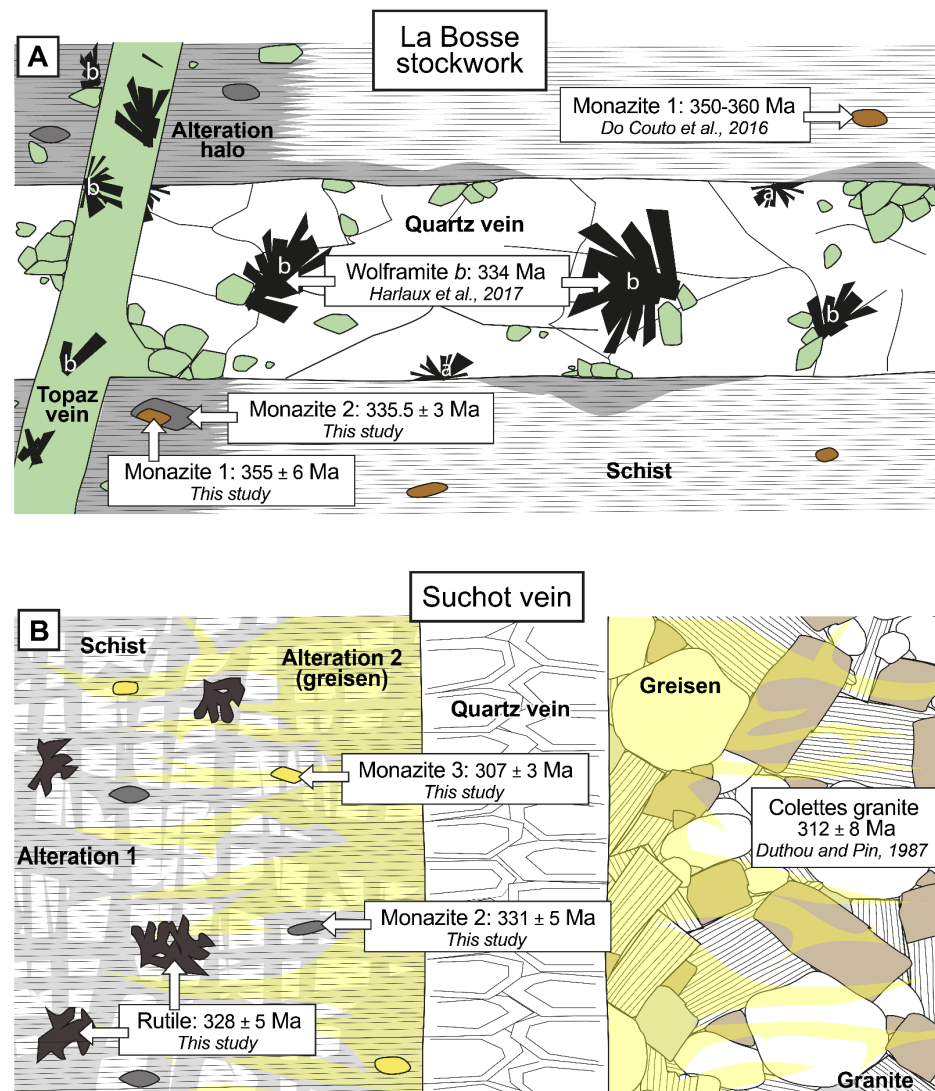 A
La Bosse
stockwork
b
Alteration
halo
Monazite 1: 350-360 Ma
Do Couto et al., 2016
b
a
Quartz vein
b
Wolframite b: 334 Ma
Harlaux et al., 2017
b
b
b
a
Topaz
vein
Monazite 2: 335.5 ± 3 Ma
This study
Monazite 1: 355 ± 6 Ma
This study
Schist
B
Suchot vein
Schist
Alteration 2
(greisen)
Greisen
Quartz vein
Monazite 3: 307 ± 3 Ma
This study
Colettes granite
312 ± 8 Ma
Duthou and Pin, 1987
Alteration 1
Monazite 2: 331 ± 5 Ma
This study
Rutile: 328 ± 5 Ma
This study
Granite